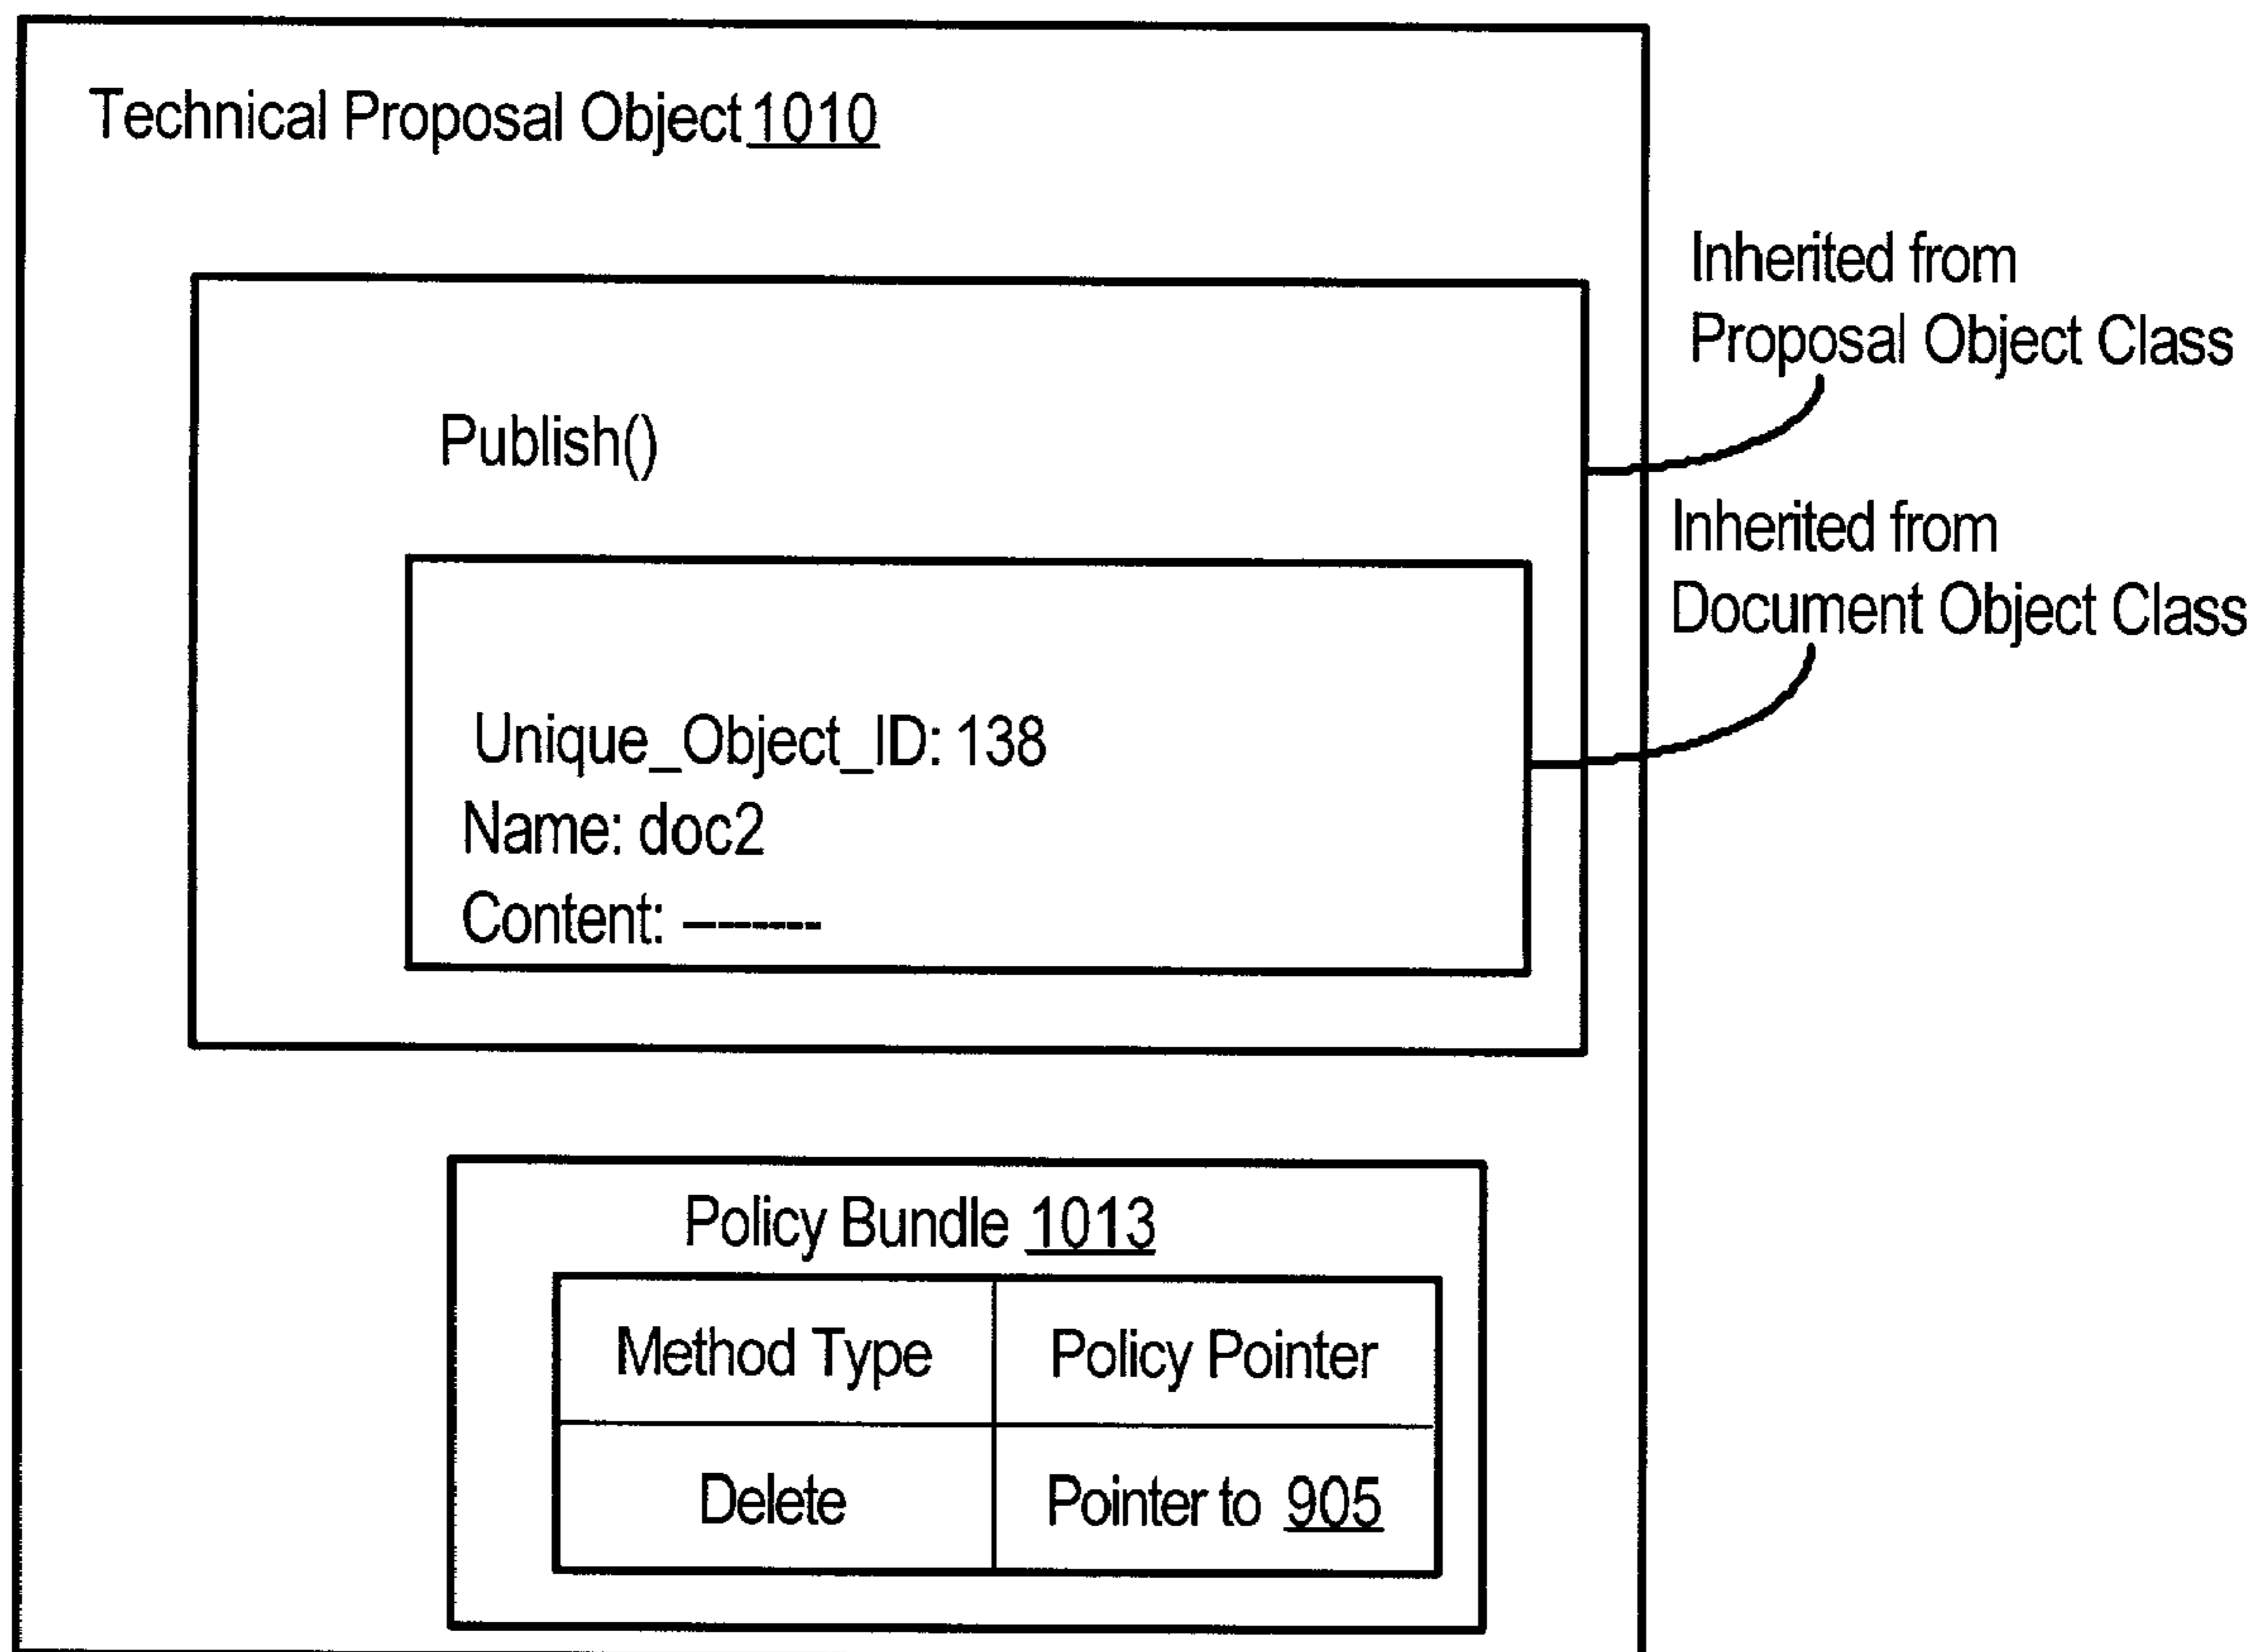 Technical Proposal Object 1010
Inherited from
Proposal Object Class
Publish()
Inherited from
Document Object Class
Unique_Object_ID: 138
Name: doc2
Content: -------
Policy Bundle 1013
Method Type Policy Pointer
Delete Pointer to 905